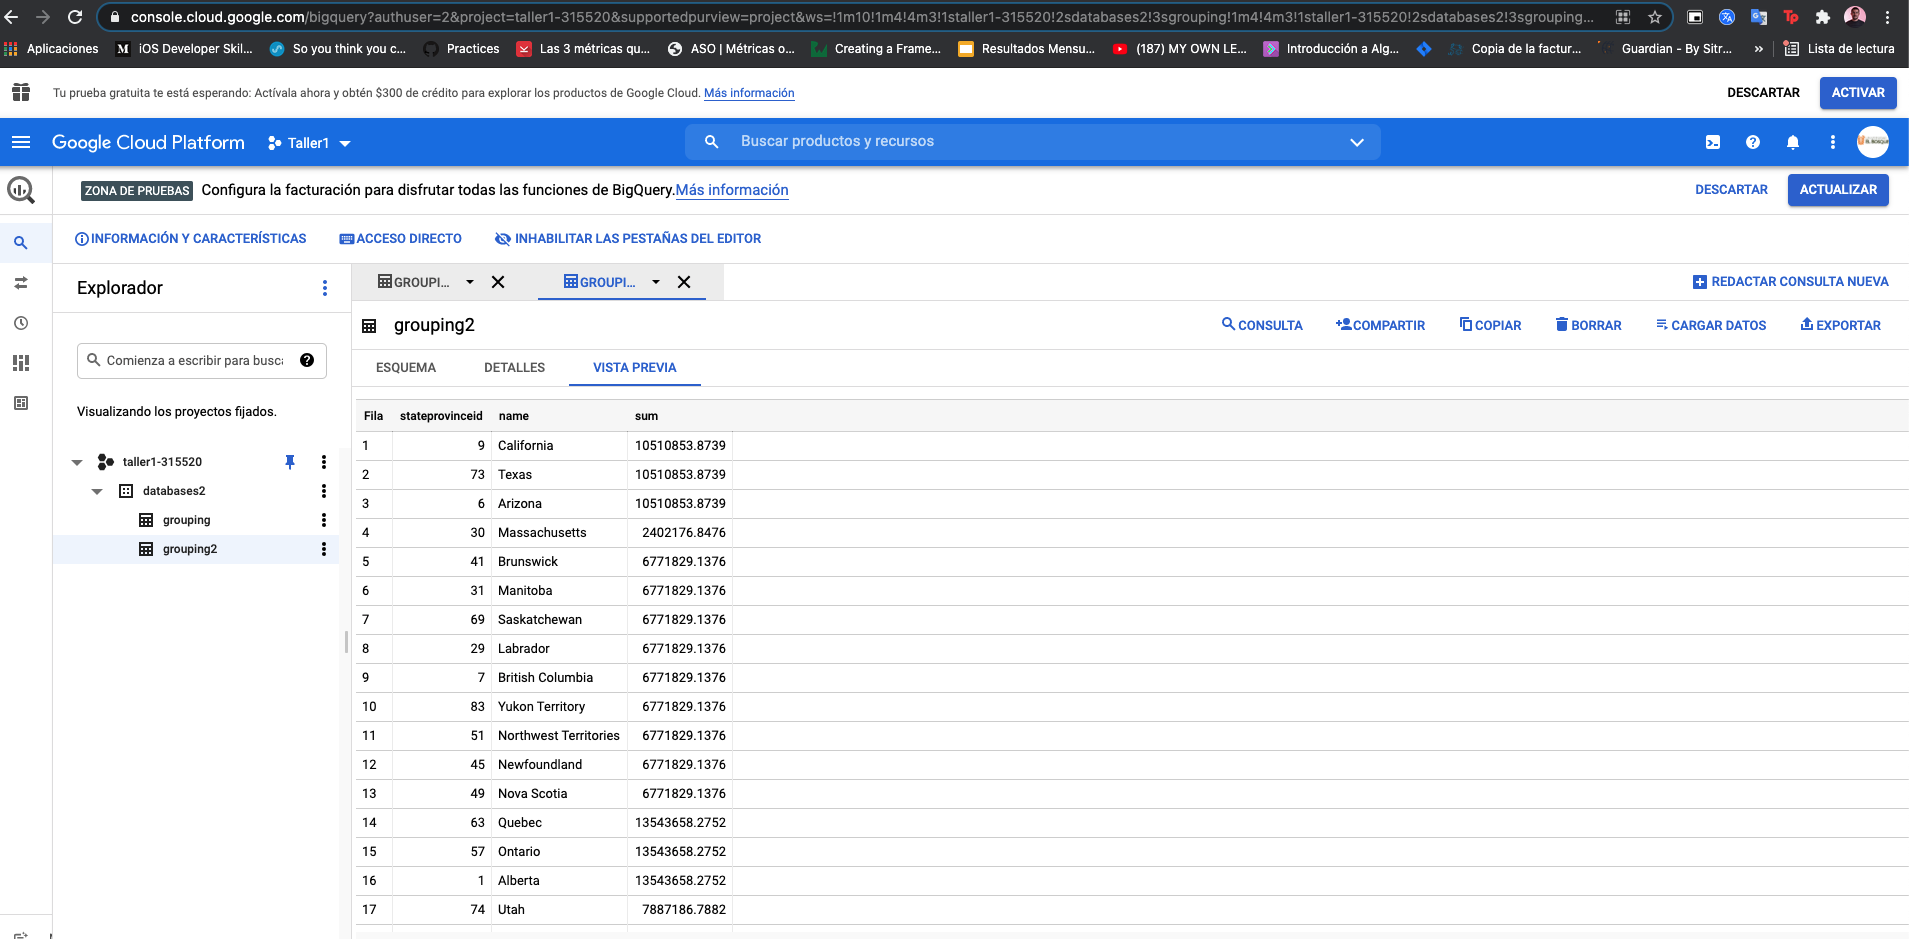 console.cloud.google.com/bigquery?authuser=2&project=taller1-315520&supportedpurview=project&ws=!1m10!1m4!4m3!1staller1-315520!2sdatabases2!3sgrouping!1m4!4m3!1staller1-315520!2sdatabases2!3sgrouping...
Aplicaciones M iOS Developer Skil... So you think you c... Practices Las 3 métricas qu... ASO | Métricas o... Creating a Frame... Resultados Mensu... (187) MY OWN LE... Introducción a Alg... Copia de la factur... Guardian - By Sitr... » Lista de lectura
Tu prueba gratuita te está esperando: Actívala ahora y obtén $300 de crédito para explorar los productos de Google Cloud. Más información DESCARTAR ACTIVAR
Google Cloud Platform Taller1 Buscar productos y recursos
ZONA DE PRUEBAS Configura la facturación para disfrutar todas las funciones de BigQuery.Más información DESCARTAR ACTUALIZAR
INFORMACIÓN Y CARACTERÍSTICAS ACCESO DIRECTO INHABILITAR LAS PESTAÑAS DEL EDITOR
Explorador GROUPI... GROUPI... REDACTAR CONSULTA NUEVA
grouping2 CONSULTA COMPARTIR COPIAR BORRAR CARGAR DATOS EXPORTAR
Comienza a escribir para busc
ESQUEMA DETALLES VISTA PREVIA
Visualizando los proyectos fijados.
taller1-315520
databases2
grouping
grouping2
Fila stateprovinceid name sum
1 9 California 10510853.8739
2 73 Texas 10510853.8739
3 6 Arizona 10510853.8739
4 30 Massachusetts 2402176.8476
5 41 Brunswick 6771829.1376
6 31 Manitoba 6771829.1376
7 69 Saskatchewan 6771829.1376
8 29 Labrador 6771829.1376
9 7 British Columbia 6771829.1376
10 83 Yukon Territory 6771829.1376
11 51 Northwest Territories 6771829.1376
12 45 Newfoundland 6771829.1376
13 49 Nova Scotia 6771829.1376
14 63 Quebec 13543658.2752
15 57 Ontario 13543658.2752
16 1 Alberta 13543658.2752
17 74 Utah 7887186.7882